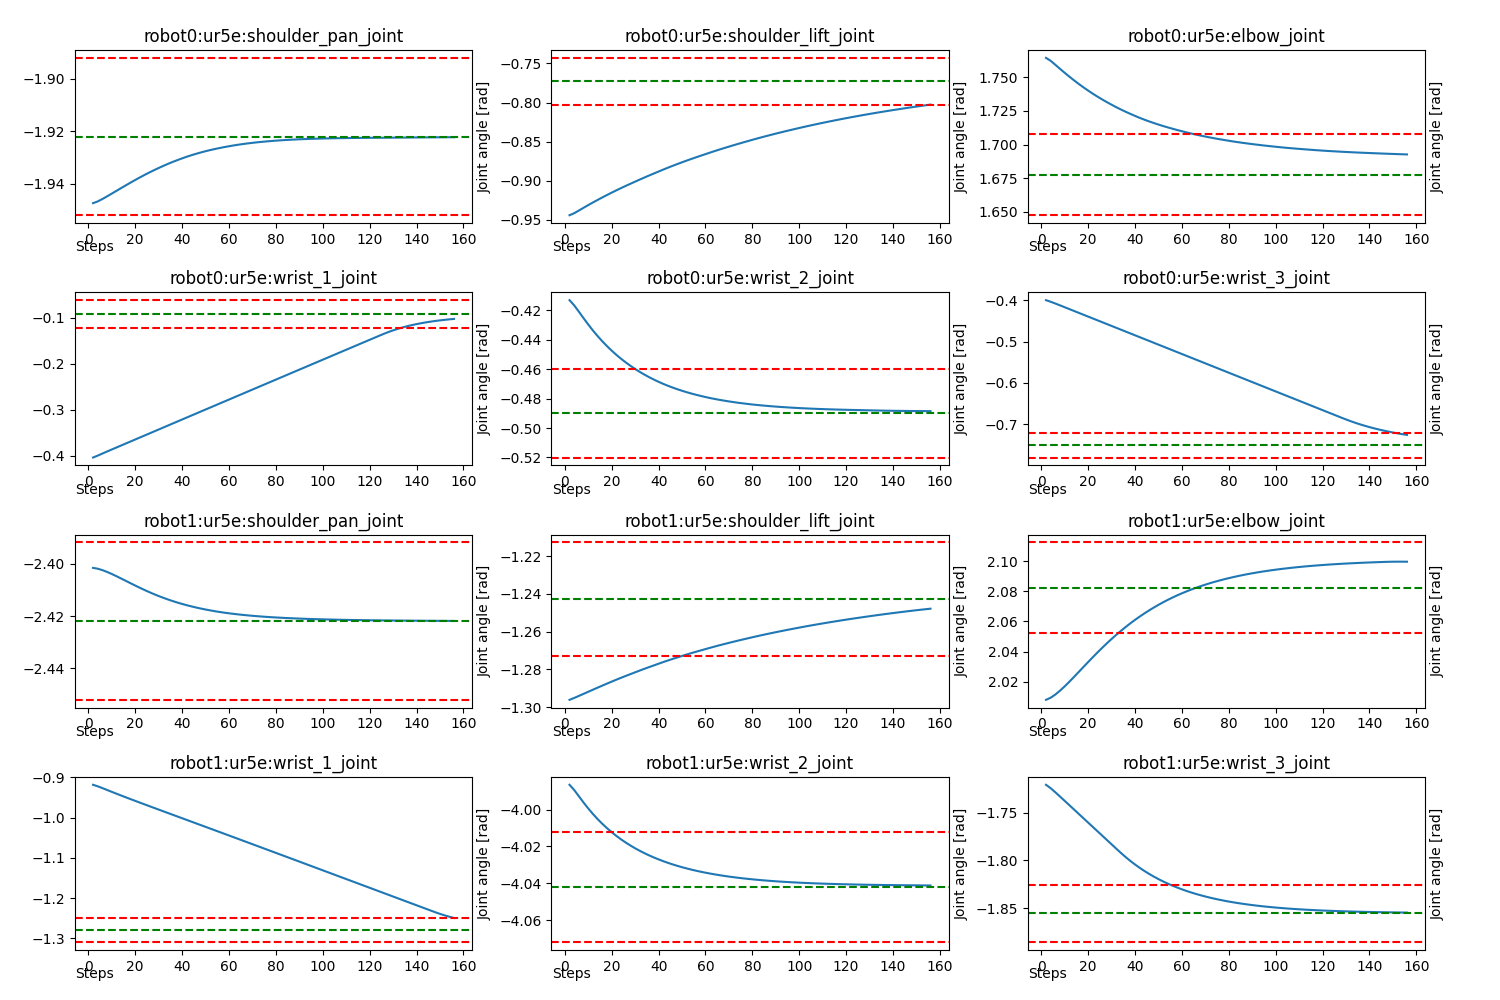 robot0:ur5e:shoulder_pan_joint
−1.90
−1.92
−1.94
Joint angle [rad]
0 20 40 60 80 100 120 140 160
Steps
robot0:ur5e:shoulder_lift_joint
−0.75
−0.80
−0.85
−0.90
−0.95
Joint angle [rad]
0 20 40 60 80 100 120 140 160
Steps
robot0:ur5e:elbow_joint
1.750
1.725
1.700
1.675
1.650
Joint angle [rad]
0 20 40 60 80 100 120 140 160
Steps
robot0:ur5e:wrist_1_joint
−0.1
−0.2
−0.3
−0.4
Joint angle [rad]
0 20 40 60 80 100 120 140 160
Steps
robot0:ur5e:wrist_2_joint
−0.42
−0.44
−0.46
−0.48
−0.50
−0.52
Joint angle [rad]
0 20 40 60 80 100 120 140 160
Steps
robot0:ur5e:wrist_3_joint
−0.4
−0.5
−0.6
−0.7
Joint angle [rad]
0 20 40 60 80 100 120 140 160
Steps
robot1:ur5e:shoulder_pan_joint
−2.40
−2.42
−2.44
Joint angle [rad]
0 20 40 60 80 100 120 140 160
Steps
robot1:ur5e:shoulder_lift_joint
−1.22
−1.24
−1.26
−1.28
−1.30
Joint angle [rad]
0 20 40 60 80 100 120 140 160
Steps
robot1:ur5e:elbow_joint
2.10
2.08
2.06
2.04
2.02
Joint angle [rad]
0 20 40 60 80 100 120 140 160
Steps
robot1:ur5e:wrist_1_joint
−0.9
−1.0
−1.1
−1.2
−1.3
Joint angle [rad]
0 20 40 60 80 100 120 140 160
Steps
robot1:ur5e:wrist_2_joint
−4.00
−4.02
−4.04
−4.06
Joint angle [rad]
0 20 40 60 80 100 120 140 160
Steps
robot1:ur5e:wrist_3_joint
−1.75
−1.80
−1.85
Joint angle [rad]
0 20 40 60 80 100 120 140 160
Steps